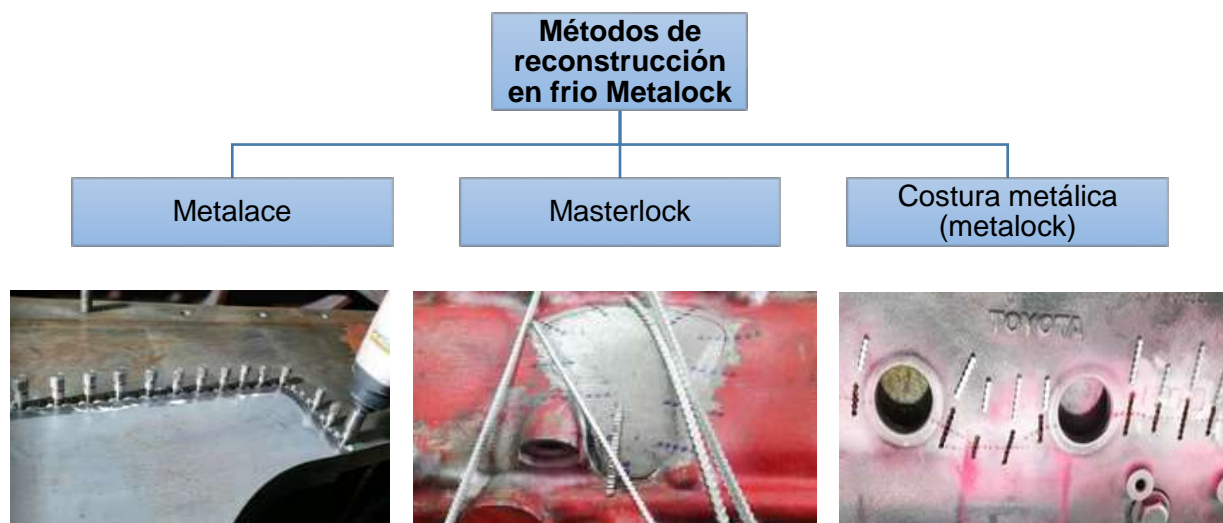 Métodos de
reconstrucción
en frio Metalock
Metalace
Masterlock
Costura metálica
(metalock)
TOYOTA